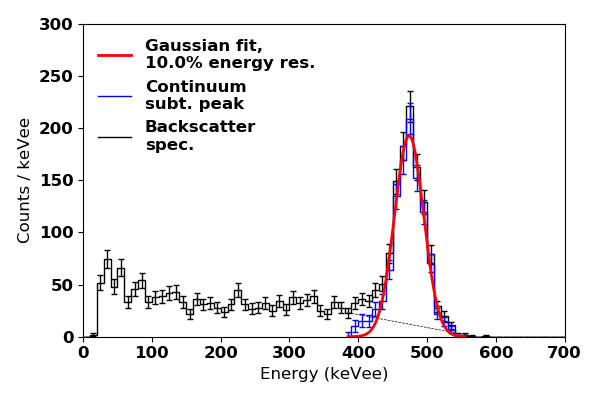 300
250
200
150
100
50
0
Counts / keVee
Gaussian fit,
10.0% energy res.
Continuum
subt. peak
Backscatter
spec.
0 100 200 300 400 500 600 700
Energy (keVee)